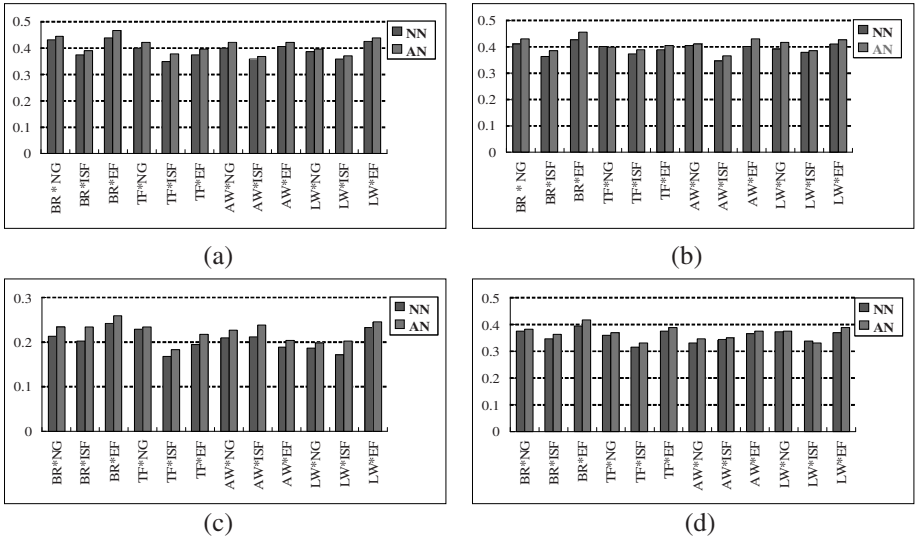 0.5
0.4
0.3
0.2
0.1
0
NN
AN
BR * NG
BR*ISF
BR*EF
TF*NG
TF*ISF
TF*EF
AW*NG
AW*ISF
AW*EF
LW*NG
LW*ISF
LW*EF
(a)
0.5
0.4
0.3
0.2
0.1
0
NN
AN
BR * NG
BR*ISF
BR*EF
TF*NG
TF*ISF
TF*EF
AW*NG
AW*ISF
AW*EF
LW*NG
LW*ISF
LW*EF
(b)
0.3
0.2
0.1
0
NN
AN
BR*NG
BR*ISF
BR*EF
TF*NG
TF*ISF
TF*EF
AW*NG
AW*ISF
AW*EF
LW*NG
LW*ISF
LW*EF
(c)
0.5
0.4
0.3
0.2
0.1
0
NN
AN
BR*NG
BR*ISF
BR*EF
TF*NG
TF*ISF
TF*EF
AW*NG
AW*ISF
AW*EF
LW*NG
LW*ISF
LW*EF
(d)